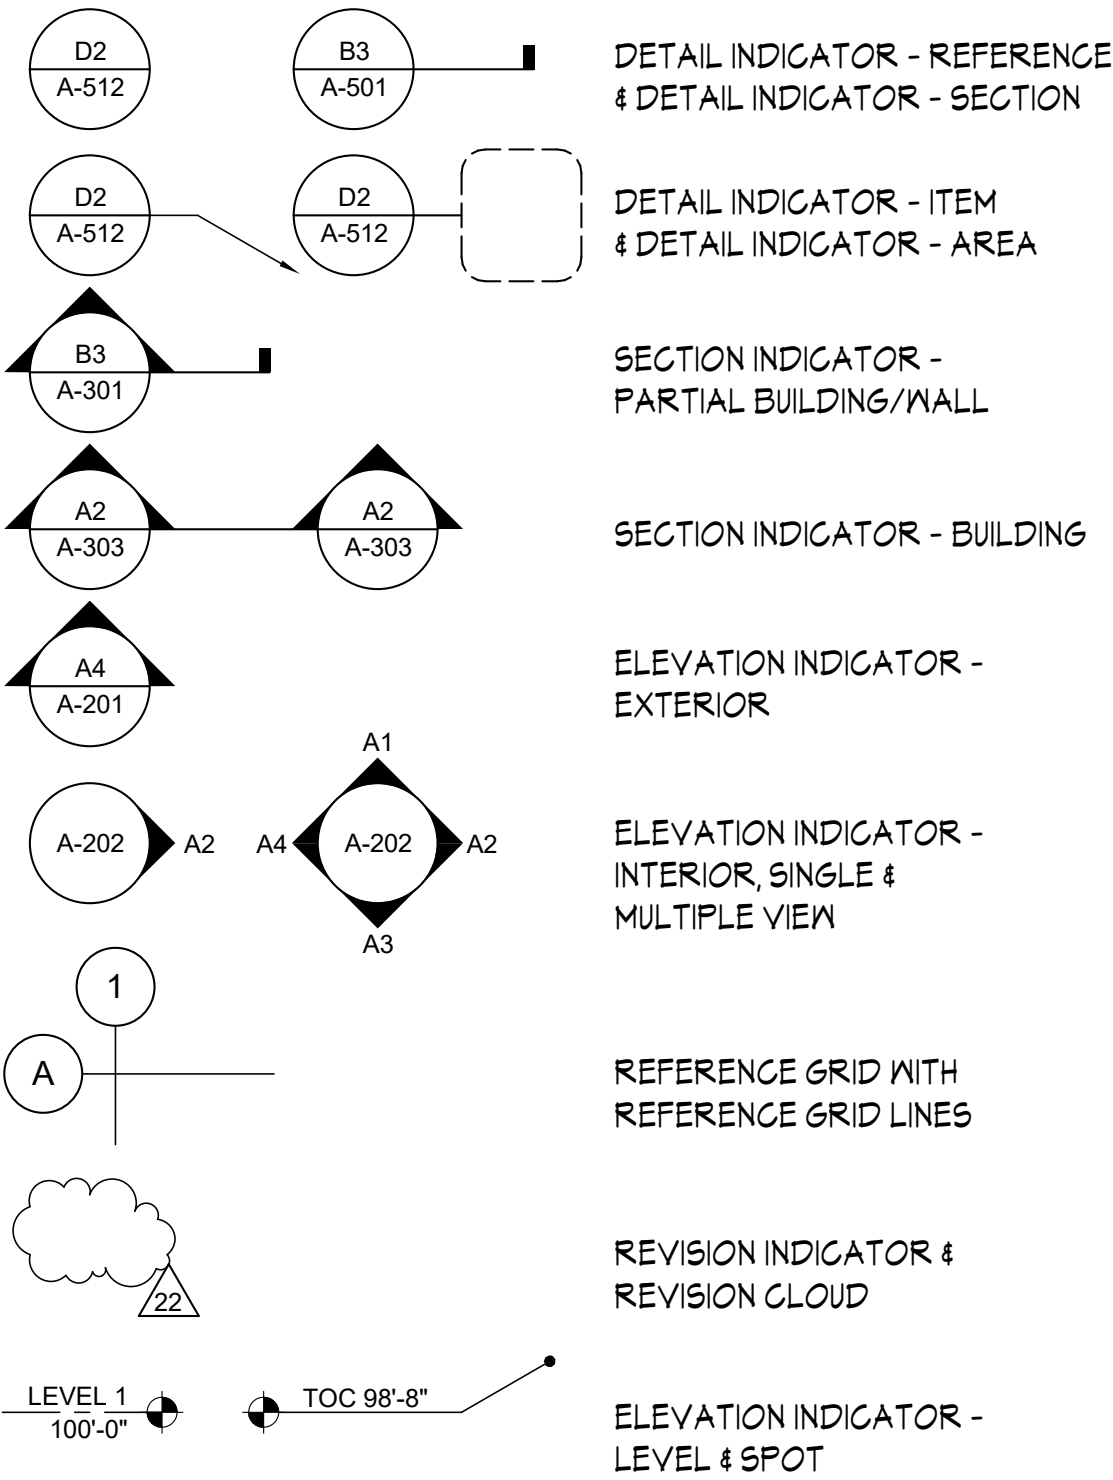 D2
A-512
B3
A-501
DETAIL INDICATOR - REFERENCE
& DETAIL INDICATOR - SECTION
D2
A-512
D2
A-512
DETAIL INDICATOR - ITEM
& DETAIL INDICATOR - AREA
B3
A-301
SECTION INDICATOR -
PARTIAL BUILDING/WALL
A2
A-303
A2
A-303
SECTION INDICATOR - BUILDING
A4
A-201
ELEVATION INDICATOR -
EXTERIOR
A-202 A2
A1
A4 A-202 A2
A3
ELEVATION INDICATOR -
INTERIOR, SINGLE &
MULTIPLE VIEW
1
A
REFERENCE GRID WITH
REFERENCE GRID LINES
22
REVISION INDICATOR &
REVISION CLOUD
LEVEL 1
100'-0"
TOC 98'-8"
ELEVATION INDICATOR -
LEVEL & SPOT